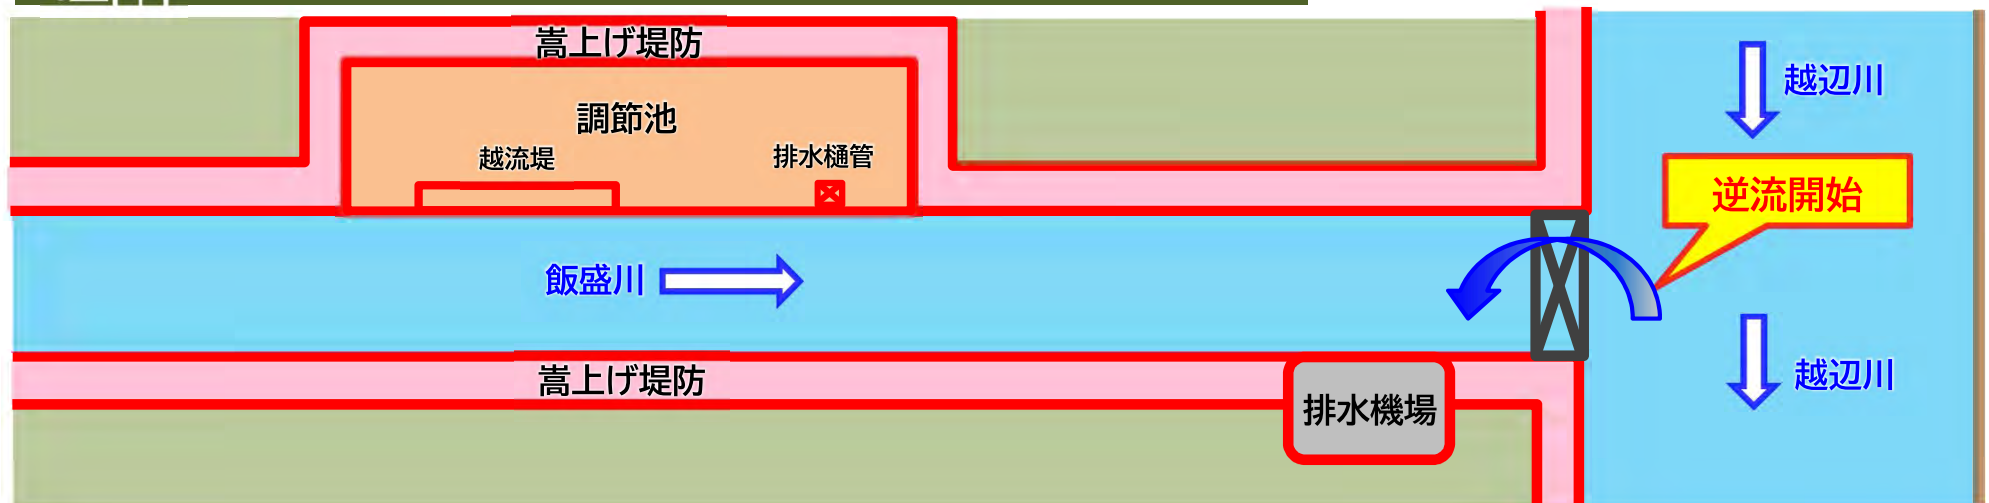 嵩上げ堤防
調節池
越流堤
排水樋管
越辺川
逆流開始
飯盛川
越辺川
嵩上げ堤防
排水機場